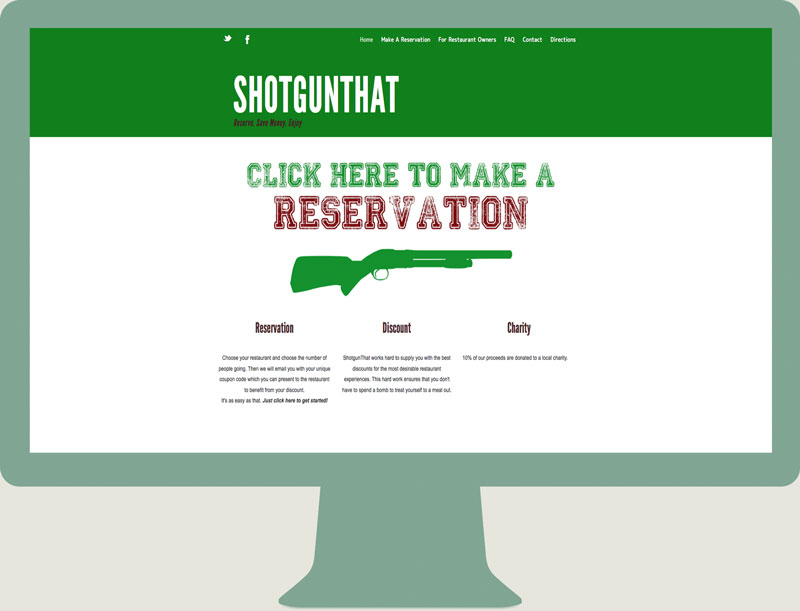 Home Make A Reservation For Restaurant Owners FAQ Contact Directions
SHOTGUNTHAT
Reserve, Save Money, Enjoy
CLICK HERE TO MAKE A
RESERVATION
Reservation
Choose your restaurant and choose the number of
people going. Then we will email you with your unique
coupon code which you can present to the restaurant
to benefit from your discount.
It's as easy as that. Just click here to get started!
Discount
ShotgunThat works hard to supply you with the best
discounts for the most desirable restaurant
experiences. This hard work ensures that you don't
have to spend a bomb to treat yourself to a meal out.
Charity
10% of our proceeds are donated to a local charity.